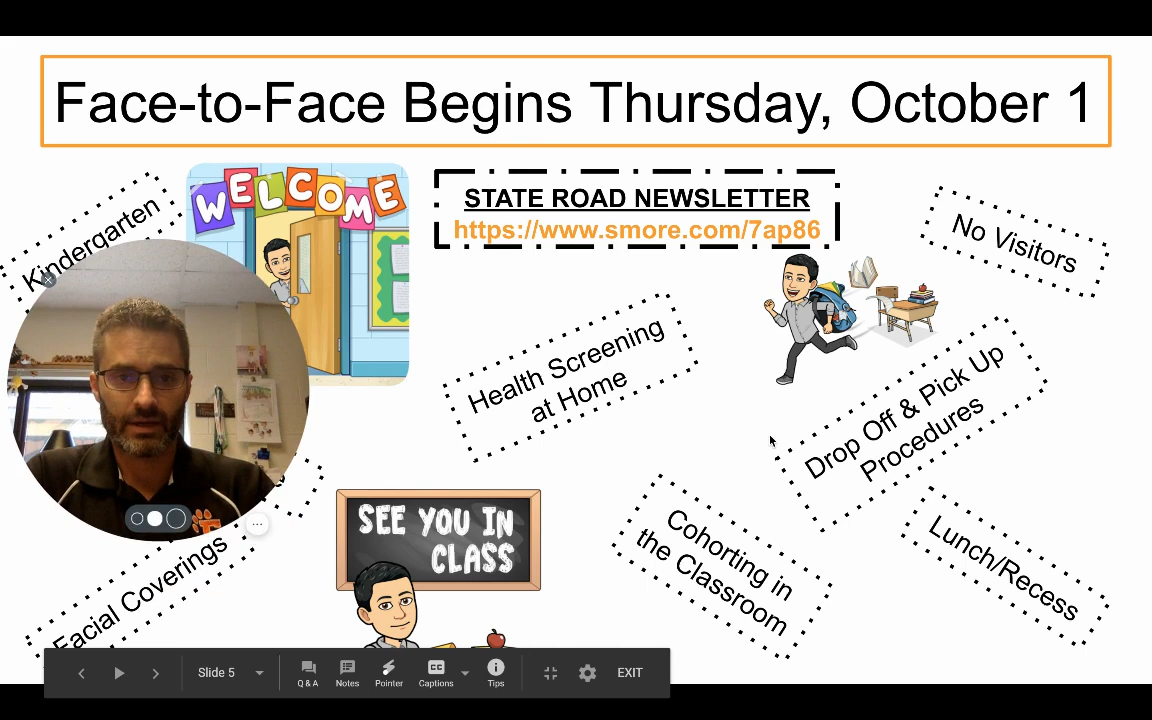 Face-to-Face Begins Thursday, October 1
WELCOME
STATE ROAD NEWSLETTER
https://www.smore.com/7ap86
No Visitors
Kindergarten
Health Screening
at Home
Drop Off & Pick Up
Procedures
SEE YOU IN
CLASS
Cohorting in
the Classroom
Lunch/Recess
Facial Coverings
Slide 5
Q & A
Notes
Pointer
CC
Captions
Tips
EXIT